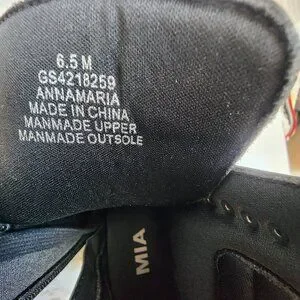 6.5 M
GS4218259
ANNAMARIA
MADE IN CHINA
MANMADE UPPER
MANMADE OUTSOLE
MIA